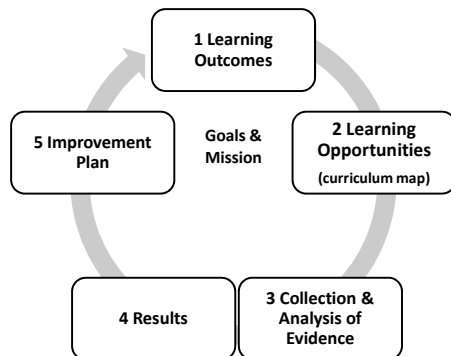 1 Learning
Outcomes
2 Learning
Opportunities
(curriculum map)
3 Collection &
Analysis of
Evidence
4 Results
5 Improvement
Plan
Goals &
Mission